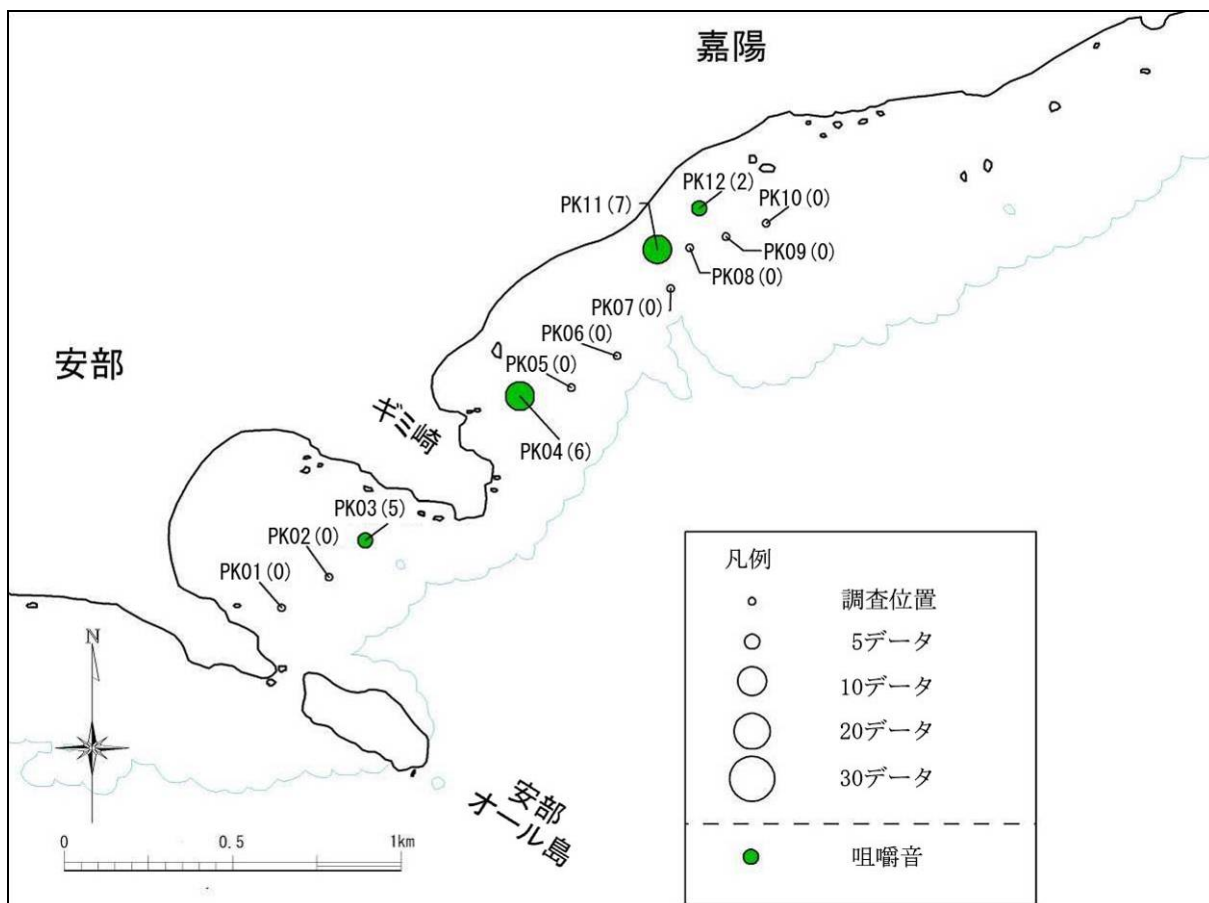 嘉陽
PK12(2)
PK10(0)
PK11(7)
PK09(0)
PK08(0)
PK07(0)
PK06(0)
PK05(0)
安部
ギミ崎
PK04(6)
PK03(5)
PK02(0)
PK01(0)
N
安部
オール島
0 0.5 1km
凡例
調査位置
5データ
10データ
20データ
30データ
咀嚼音